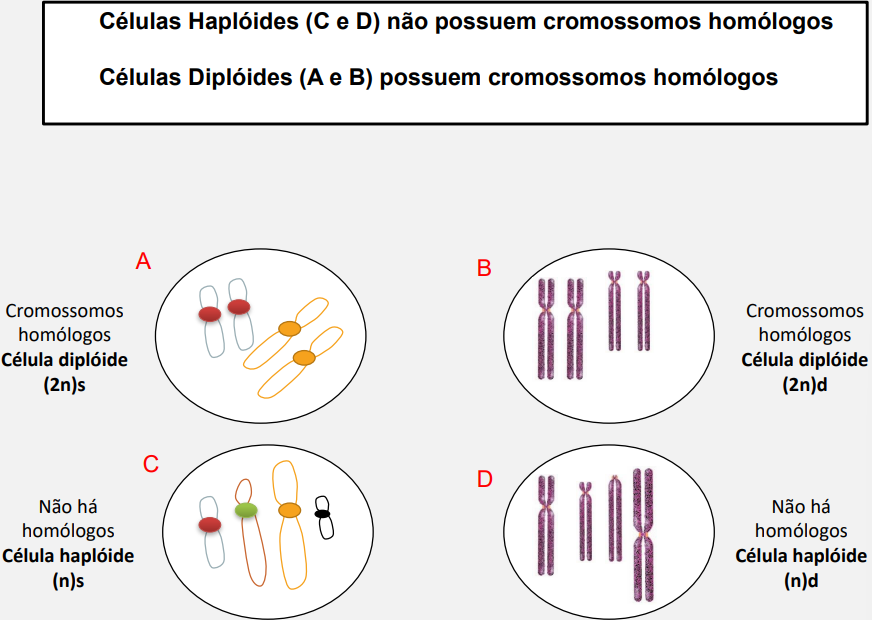 Células Haplóides (C e D) não possuem cromossomos homólogos
Células Diplóides (A e B) possuem cromossomos homólogos
A
Cromossomos
homólogos
Célula diplóide
(2n)s
B
Cromossomos
homólogos
Célula diplóide
(2n)d
C
Não há
homólogos
Célula haplóide
(n)s
D
Não há
homólogos
Célula haplóide
(n)d